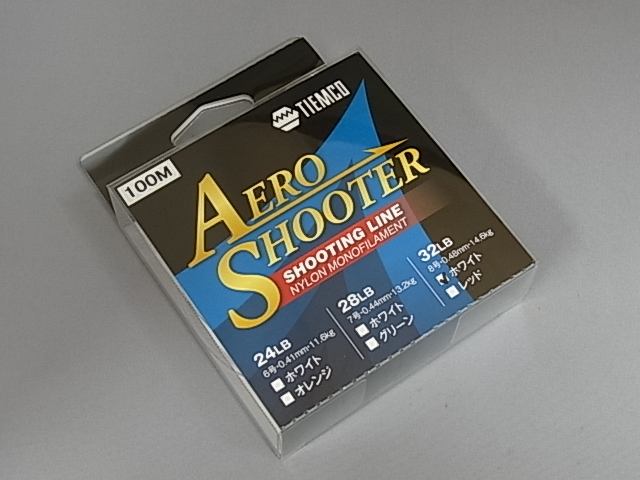 TIEMCO
100M
AERO
SHOOTER
SHOOTING LINE
NYLON MONOFILAMENT
24LB
6号-0.41mm-11.6kg
ホワイト
オレンジ
28LB
7号-0.44mm-13.2kg
ホワイト
グリーン
32LB
8号-0.48mm-14.6kg
ホワイト
レッド